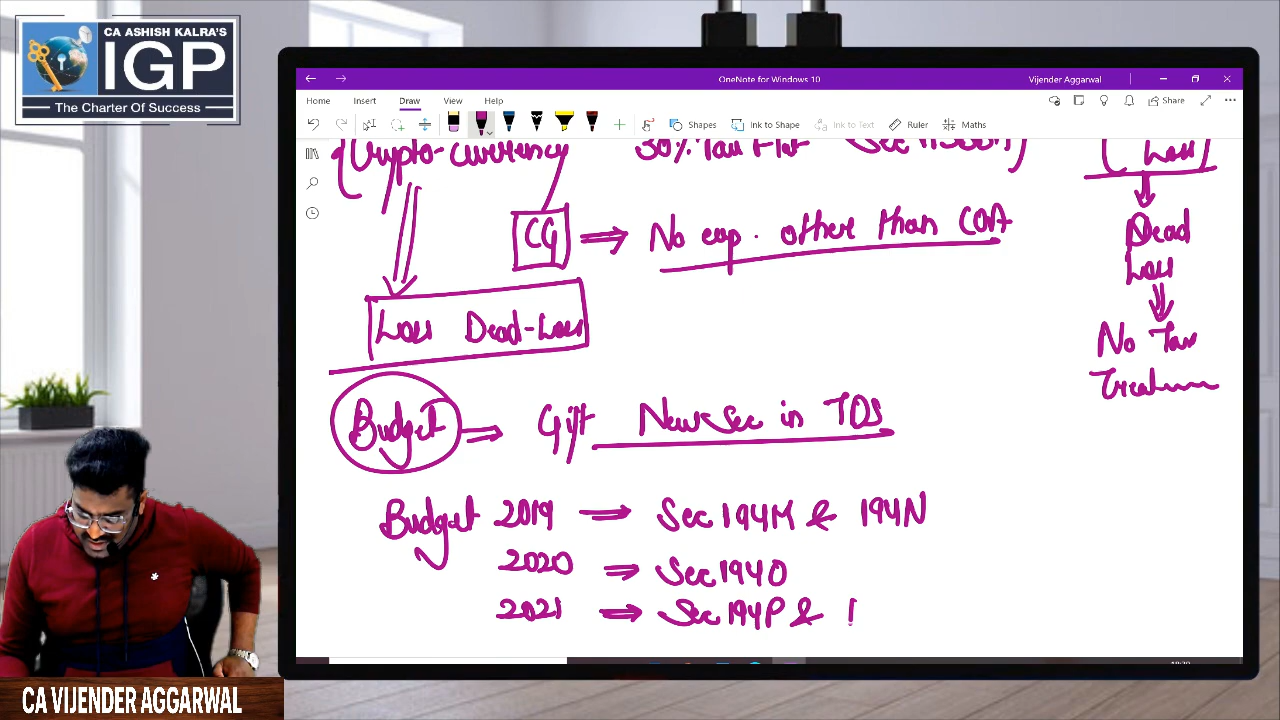 CA ASHISH KALRA'S
IGP
The Charter Of Success
OneNote for Windows 10
Vijender Aggarwal
Home Insert Draw View Help
Share
Shapes Ink to Shape Ink to Text Ruler Maths
{Crypto-Currency 30% Tax Flat
( Loss )
CG ⇒ No exp. other than COA
Dead
Loss
Loss Dead-Loss
No Tax
Budget ⇒ Gift New Sec in TDS
Budget 2019 ⇒ Sec 194M & 194N
2020 ⇒ Sec 194O
2021 ⇒ Sec 194P &
CA VIJENDER AGGARWAL